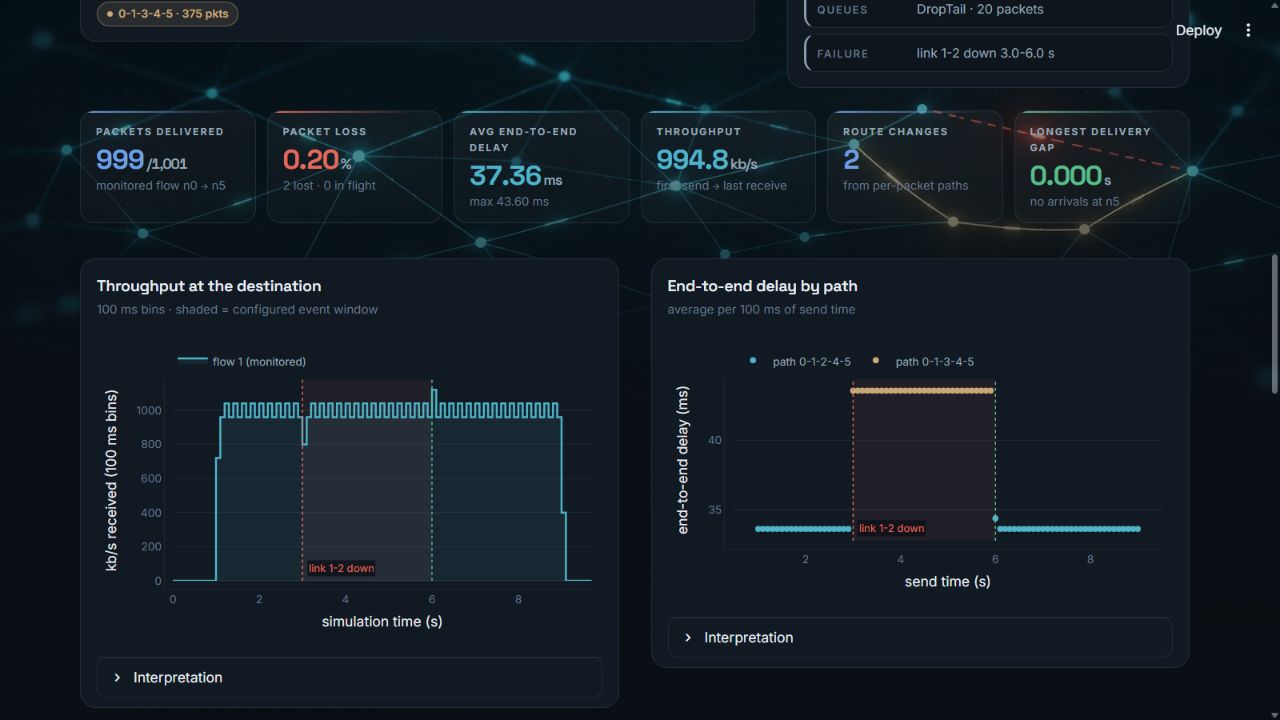 0-1-3-4-5 · 375 pkts
QUEUES DropTail · 20 packets
FAILURE link 1-2 down 3.0-6.0 s
Deploy
PACKETS DELIVERED
999 /1,001
monitored flow n0 → n5
PACKET LOSS
0.20 %
2 lost · 0 in flight
AVG END-TO-END
DELAY
37.36 ms
max 43.60 ms
THROUGHPUT
994.8 kb/s
first send → last receive
ROUTE CHANGES
2
from per-packet paths
LONGEST DELIVERY
GAP
0.000 s
no arrivals at n5
Throughput at the destination
100 ms bins · shaded = configured event window
flow 1 (monitored)
kb/s received (100 ms bins)
1000
800
600
400
200
0
link 1-2 down
0 2 4 6 8
simulation time (s)
Interpretation
End-to-end delay by path
average per 100 ms of send time
path 0-1-2-4-5 path 0-1-3-4-5
end-to-end delay (ms)
40
35
link 1-2 down
2 4 6 8
send time (s)
Interpretation